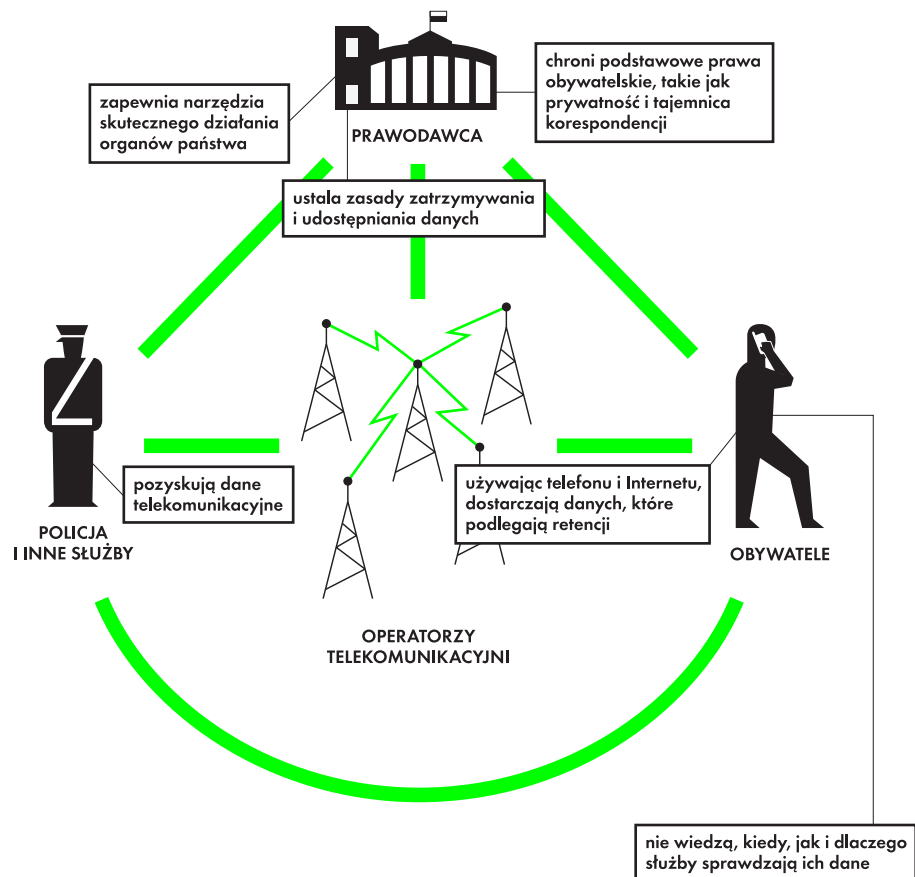 chroni podstawowe prawa
obywatelskie, takie jak
prywatność i tajemnica
korespondencji
zapewnia narzędzia
skutecznego działania
organów państwa
PRAWODAWCA
ustala zasady zatrzymywania
i udostępniania danych
pozyskują dane
telekomunikacyjne
używając telefonu i Internetu,
dostarczają danych, które
podlegają retencji
POLICJA
I INNE SŁUŻBY
OBYWATELE
OPERATORZY
TELEKOMUNIKACYJNI
nie wiedzą, kiedy, jak i dlaczego
służby sprawdzają ich dane